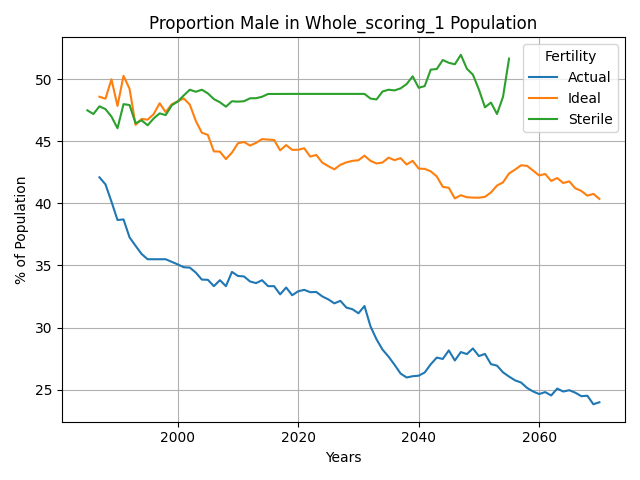 Proportion Male in Whole_scoring_1 Population
Fertility
Actual
Ideal
Sterile
% of Population
50
45
40
35
30
25
2000
2020
2040
2060
Years